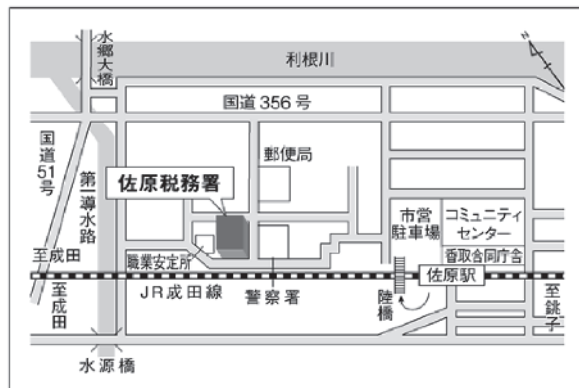 水郷大橋
利根川
N
国道356号
国道51号
第一導水路
郵便局
佐原税務署
市営
駐車場
コミュニティ
センター
至成田
職業安定所
香取合同庁舎
佐原駅
至成田
JR成田線
警察署
陸橋
至銚子
水源橋